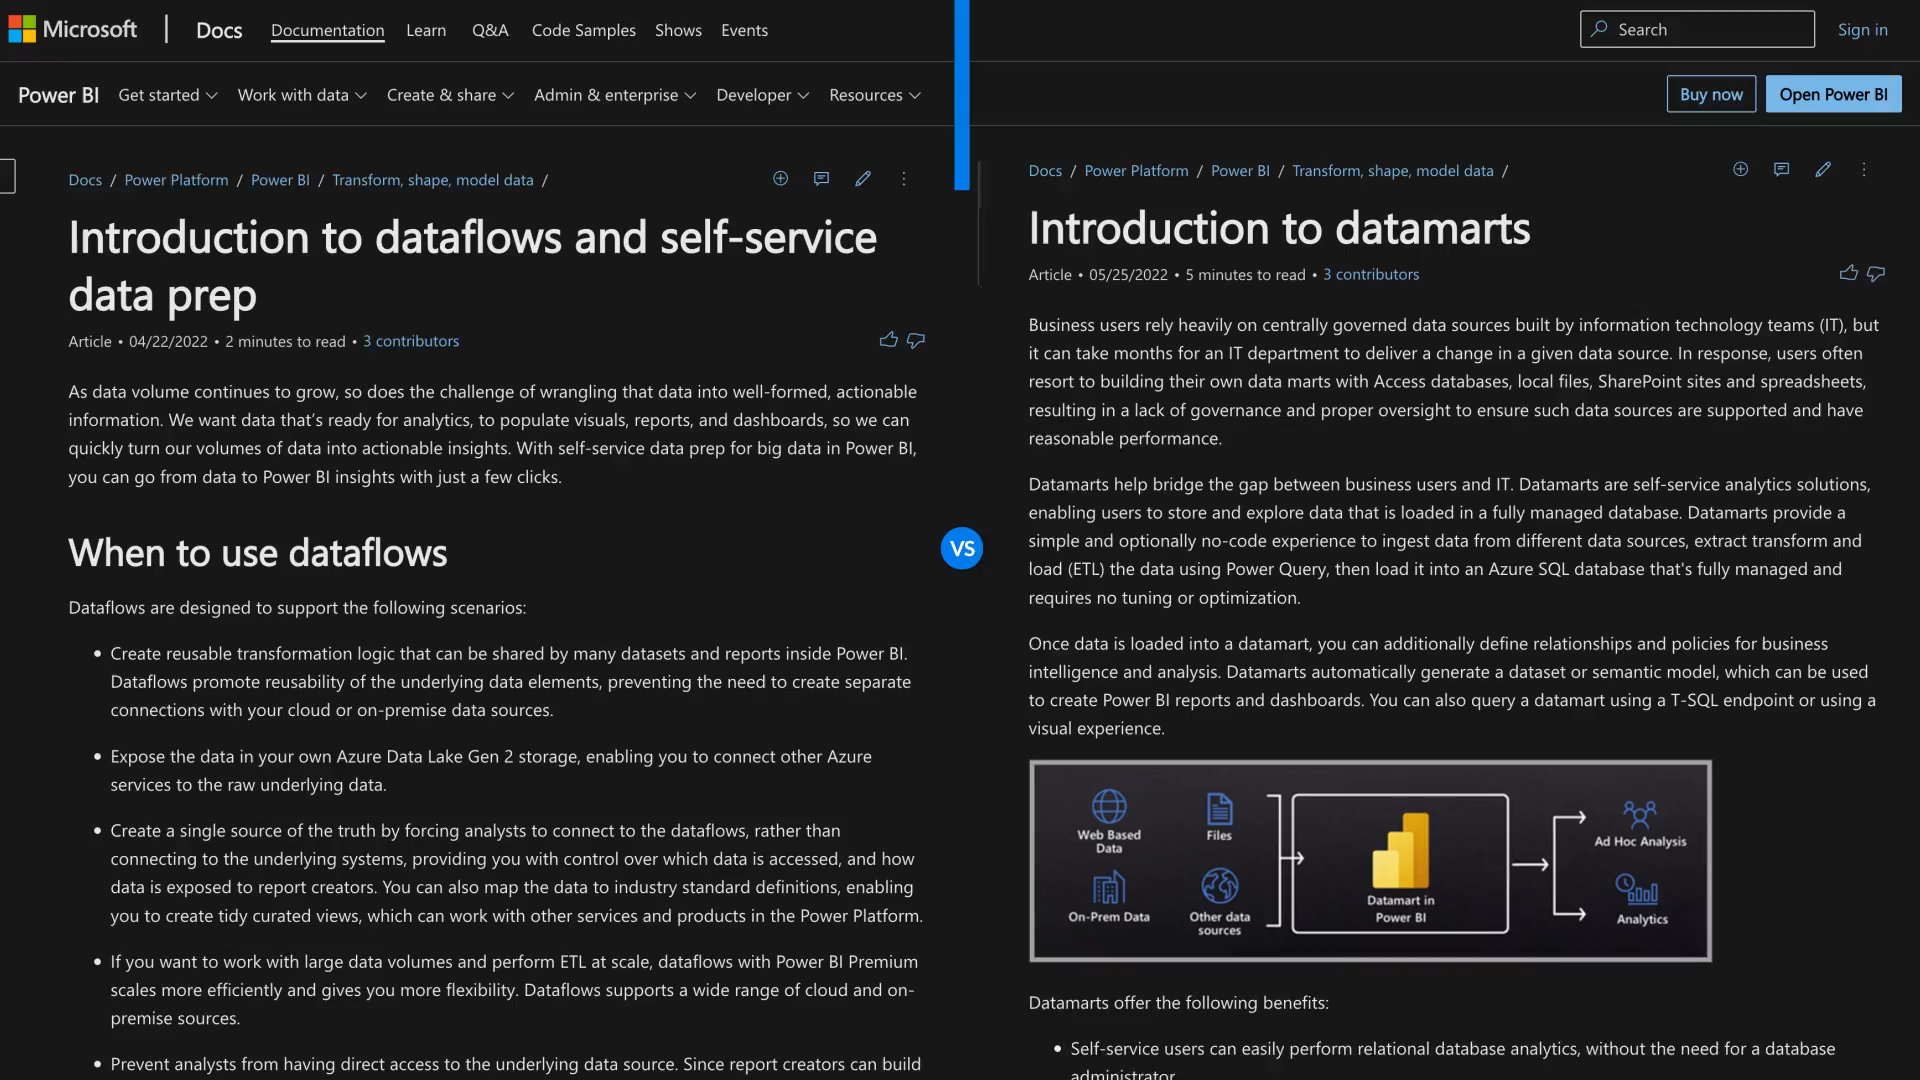 Microsoft
Docs
Documentation
Learn
Q&A
Code Samples
Shows
Events
Search
Sign in
Power BI
Get started
Work with data
Create & share
Admin & enterprise
Developer
Resources
Buy now
Open Power BI
Docs / Power Platform / Power BI / Transform, shape, model data /
Introduction to dataflows and self-service
data prep
Article • 04/22/2022 • 2 minutes to read • 3 contributors
As data volume continues to grow, so does the challenge of wrangling that data into well-formed, actionable
information. We want data that’s ready for analytics, to populate visuals, reports, and dashboards, so we can
quickly turn our volumes of data into actionable insights. With self-service data prep for big data in Power BI,
you can go from data to Power BI insights with just a few clicks.
When to use dataflows
Dataflows are designed to support the following scenarios:
• Create reusable transformation logic that can be shared by many datasets and reports inside Power BI.
Dataflows promote reusability of the underlying data elements, preventing the need to create separate
connections with your cloud or on-premise data sources.
• Expose the data in your own Azure Data Lake Gen 2 storage, enabling you to connect other Azure
services to the raw underlying data.
• Create a single source of the truth by forcing analysts to connect to the dataflows, rather than
connecting to the underlying systems, providing you with control over which data is accessed, and how
data is exposed to report creators. You can also map the data to industry standard definitions, enabling
you to create tidy curated views, which can work with other services and products in the Power Platform.
• If you want to work with large data volumes and perform ETL at scale, dataflows with Power BI Premium
scales more efficiently and gives you more flexibility. Dataflows supports a wide range of cloud and on-
premise sources.
• Prevent analysts from having direct access to the underlying data source. Since report creators can build
VS
Docs / Power Platform / Power BI / Transform, shape, model data /
Introduction to datamarts
Article • 05/25/2022 • 5 minutes to read • 3 contributors
Business users rely heavily on centrally governed data sources built by information technology teams (IT), but
it can take months for an IT department to deliver a change in a given data source. In response, users often
resort to building their own data marts with Access databases, local files, SharePoint sites and spreadsheets,
resulting in a lack of governance and proper oversight to ensure such data sources are supported and have
reasonable performance.
Datamarts help bridge the gap between business users and IT. Datamarts are self-service analytics solutions,
enabling users to store and explore data that is loaded in a fully managed database. Datamarts provide a
simple and optionally no-code experience to ingest data from different data sources, extract transform and
load (ETL) the data using Power Query, then load it into an Azure SQL database that's fully managed and
requires no tuning or optimization.
Once data is loaded into a datamart, you can additionally define relationships and policies for business
intelligence and analysis. Datamarts automatically generate a dataset or semantic model, which can be used
to create Power BI reports and dashboards. You can also query a datamart using a T-SQL endpoint or using a
visual experience.
Web Based
Data
Files
On-Prem Data
Other data
sources
Datamart in
Power BI
Ad Hoc Analysis
Analytics
Datamarts offer the following benefits:
• Self-service users can easily perform relational database analytics, without the need for a database
administrator